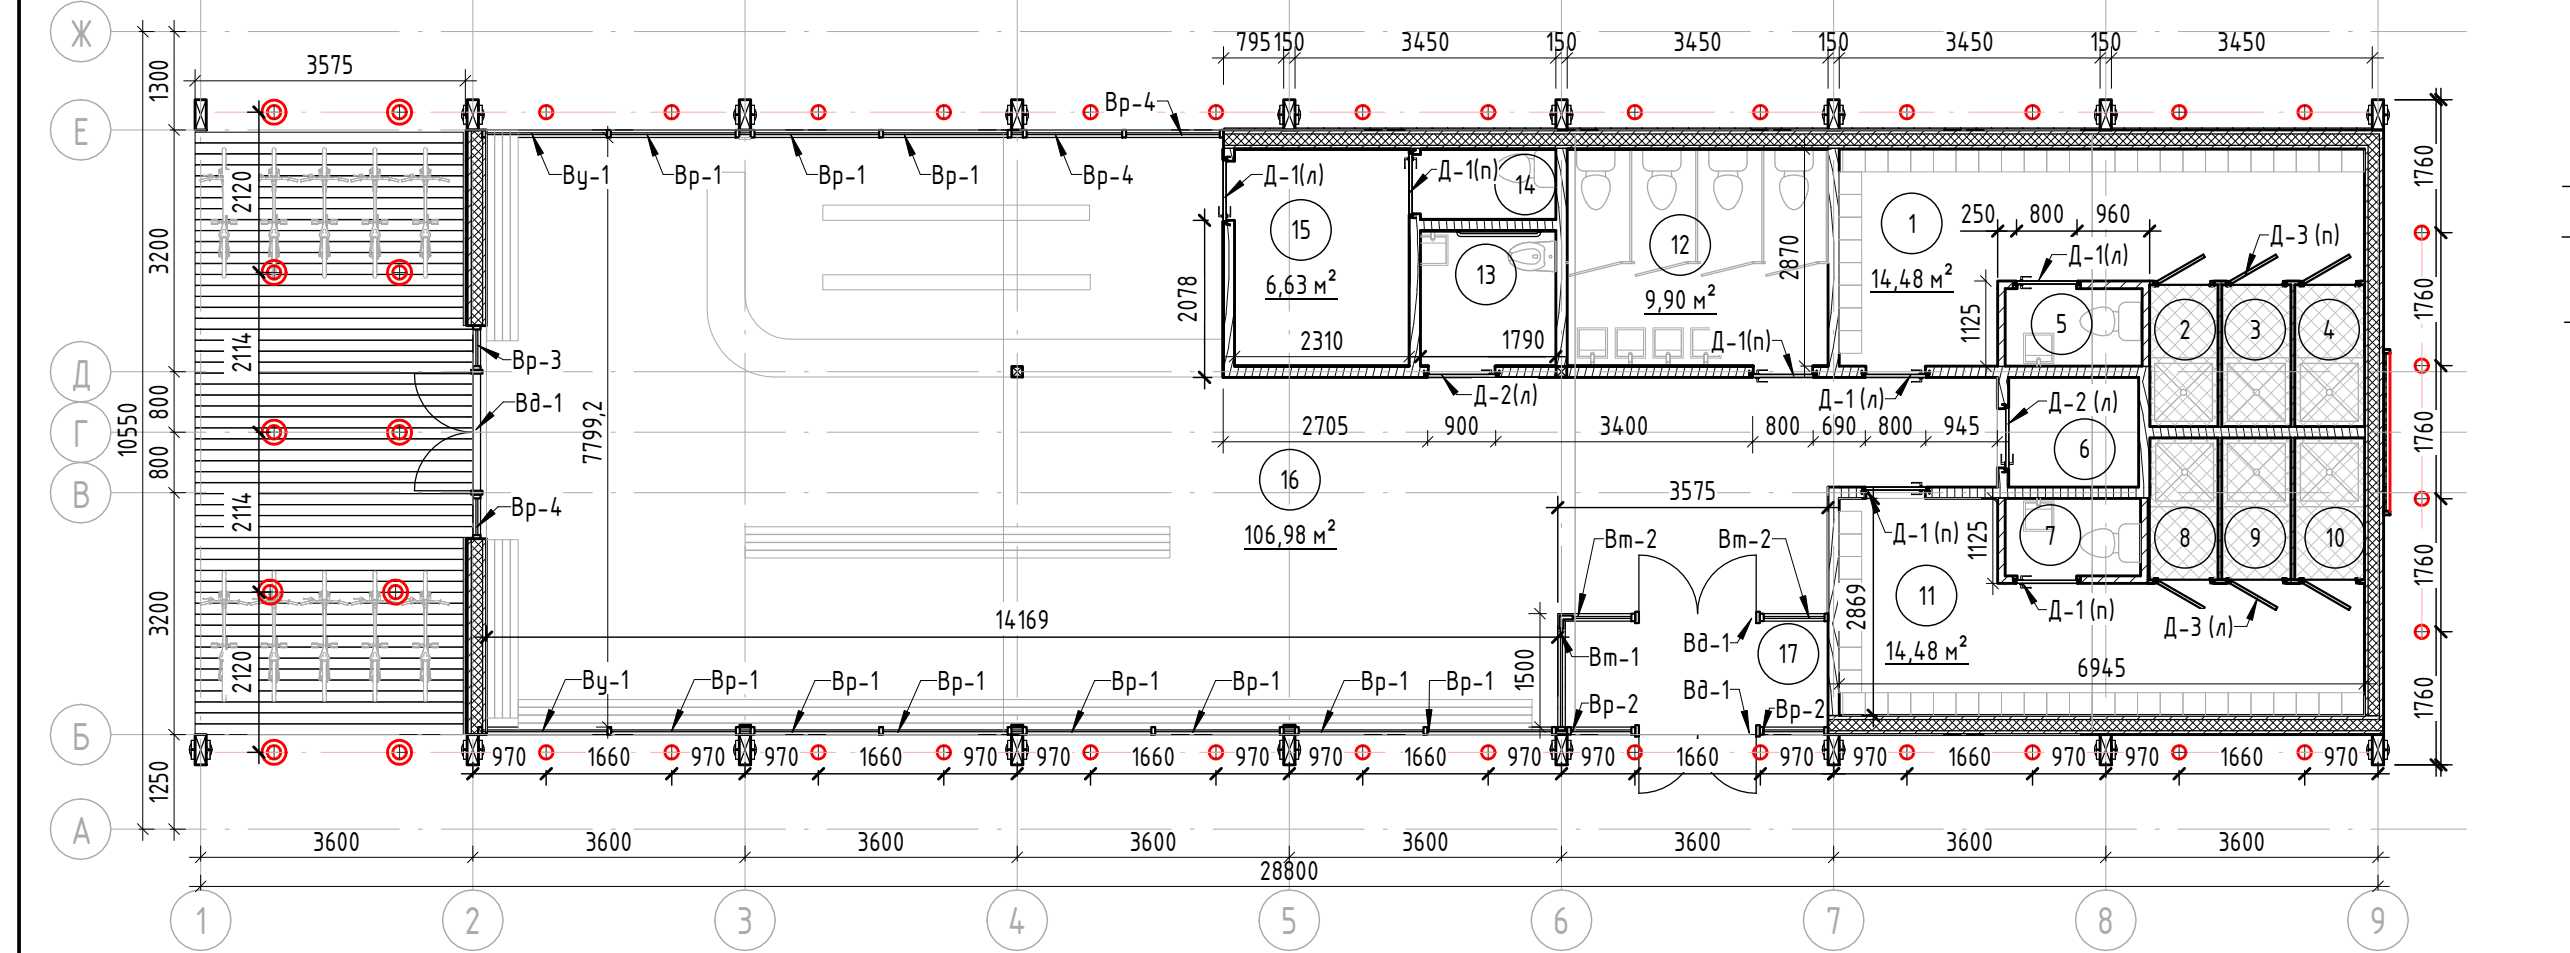 Ж
795 150 3450 150 3450 150 3450 150 3450
3575
1300
Е
Вр-4
Ву-1 Вр-1 Вр-1 Вр-1 Вр-4
Д-1(л) Д-1(п) 14
2120
3200
15
6,63 м²
13
12
9,90 м²
2870
1
14,48 м²
250 800 960
Д-3 (п)
Д-1(л)
1760
1760
2078
2114
2310 1790
Д-1(п)
1125
5 2 3 4
Вр-3
Д
Вд-1
800
10550
7799,2
Д-2(л)
Д-1 (л)
Д-2 (л)
Г
2705 900 3400 800 690 800 945
6
1760
800
16
106,98 м²
3575
В
Вр-4
2114
Вт-2 Вт-2
Д-1 (п)
1125
7 8 9 10
1760
3200
11
14,48 м²
2869
Д-1 (п)
Д-3 (л)
14169
2120
1500
Вт-1
Вд-1
17
Вд-1
6945
1760
Ву-1 Вр-1 Вр-1 Вр-1 Вр-1 Вр-1 Вр-1 Вр-1 Вр-2 Вр-2
Б
970 1660 970 970 1660 970 970 1660 970 970 1660 970 970 1660 970 970 1660 970 970 1660 970
1250
А
3600 3600 3600 3600 3600 3600 3600 3600
28800
1 2 3 4 5 6 7 8 9